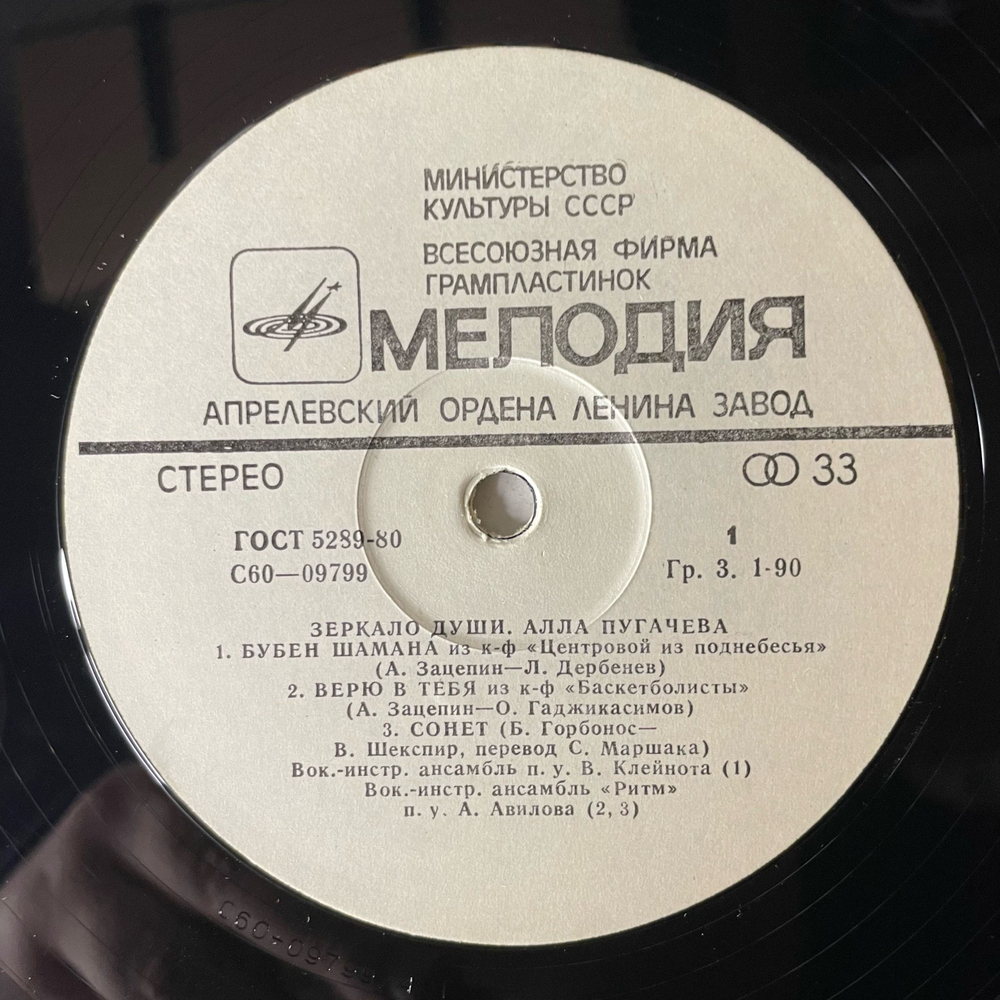 МИНИСТЕРСТВО
КУЛЬТУРЫ СССР
ВСЕСОЮЗНАЯ ФИРМА
ГРАМПЛАСТИНОК
МЕЛОДИЯ
АПРЕЛЕВСКИЙ ОРДЕНА ЛЕНИНА ЗАВОД
СТЕРЕО 33
ГОСТ 5289-80 1
С60—09799 Гр. 3. 1-90
ЗЕРКАЛО ДУШИ. АЛЛА ПУГАЧЕВА
1. БУБЕН ШАМАНА из к-ф «Центровой из поднебесья»
(А. Зацепин—Л. Дербенев)
2. ВЕРЮ В ТЕБЯ из к-ф «Баскетболисты»
(А. Зацепин—О. Гаджикасимов)
3. СОНЕТ (Б. Горбонос—
В. Шекспир, перевод С. Маршака)
Вок.-инстр. ансамбль п. у. В. Клейнота (1)
Вок.-инстр. ансамбль «Ритм»
п. у. А. Авилова (2, 3)
С60-09799